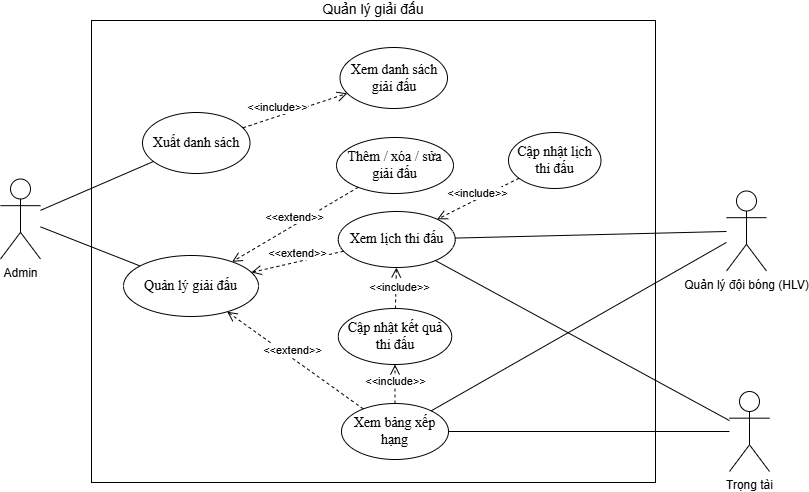 Quản lý giải đấu
Xem danh sách
giải đấu
<<include>>
Xuất danh sách
Thêm / xóa / sửa
giải đấu
Cập nhật lịch
thi đấu
<<include>>
<<extend>>
Xem lịch thi đấu
<<extend>>
Admin
Quản lý giải đấu
Quản lý đội bóng (HLV)
<<include>>
Cập nhật kết quả
thi đấu
<<extend>>
<<include>>
Xem bảng xếp
hạng
Trọng tài